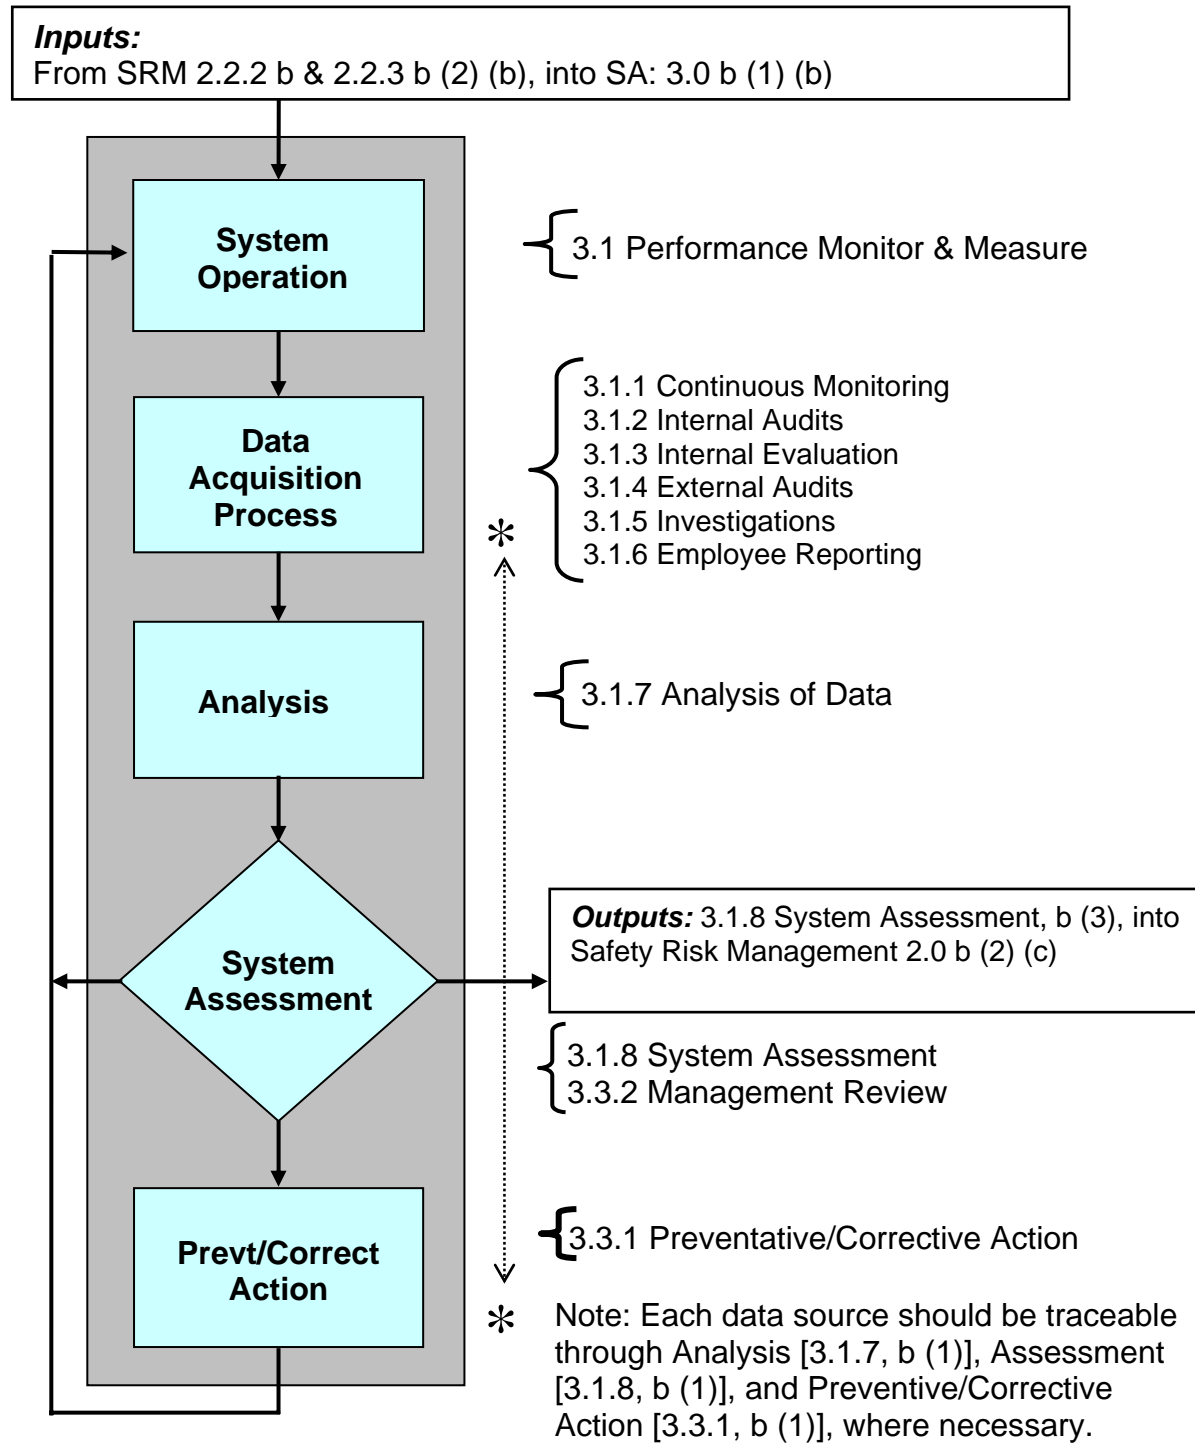 Inputs:
From SRM 2.2.2 b & 2.2.3 b (2) (b), into SA: 3.0 b (1) (b)
System
Operation
3.1 Performance Monitor & Measure
Data
Acquisition
Process
3.1.1 Continuous Monitoring
3.1.2 Internal Audits
3.1.3 Internal Evaluation
3.1.4 External Audits
3.1.5 Investigations
3.1.6 Employee Reporting
*
Analysis
3.1.7 Analysis of Data
System
Assessment
Outputs: 3.1.8 System Assessment, b (3), into
Safety Risk Management 2.0 b (2) (c)
3.1.8 System Assessment
3.3.2 Management Review
Prevt/Correct
Action
3.3.1 Preventative/Corrective Action
*
Note: Each data source should be traceable
through Analysis [3.1.7, b (1)], Assessment
[3.1.8, b (1)], and Preventive/Corrective
Action [3.3.1, b (1)], where necessary.